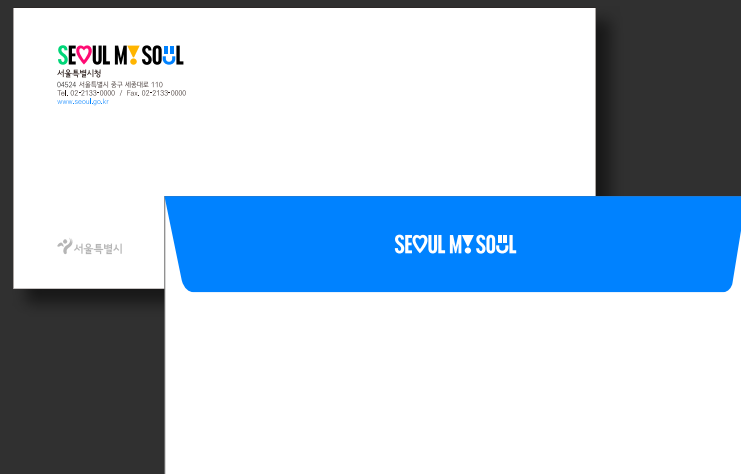 SEOUL MY SOUL
서울특별시청
04524 서울특별시 중구 세종대로 110
Tel. 02-2133-0000 / Fax. 02-2133-0000
www.seoul.go.kr
서울특별시
SEOUL MY SOUL